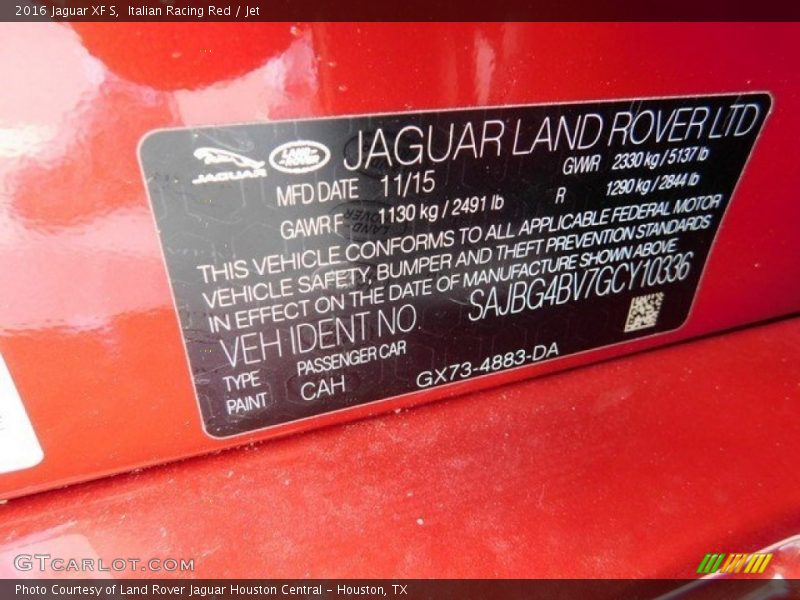 2016 Jaguar XF S,  Italian Racing Red / Jet
JAGUAR
LAND ROVER
JAGUAR LAND ROVER LTD
MFD DATE 11/15 GVWR 2330 kg / 5137 lb
GAWR F 1130 kg / 2491 lb R 1290 kg / 2844 lb
THIS VEHICLE CONFORMS TO ALL APPLICABLE FEDERAL MOTOR
VEHICLE SAFETY, BUMPER AND THEFT PREVENTION STANDARDS
IN EFFECT ON THE DATE OF MANUFACTURE SHOWN ABOVE
VEH IDENT NO. SAJBG4BV7GCY10336
TYPE PASSENGER CAR
PAINT CAH GX73-4883-DA
GTCARLOT.COM
Photo Courtesy of Land Rover Jaguar Houston Central - Houston, TX